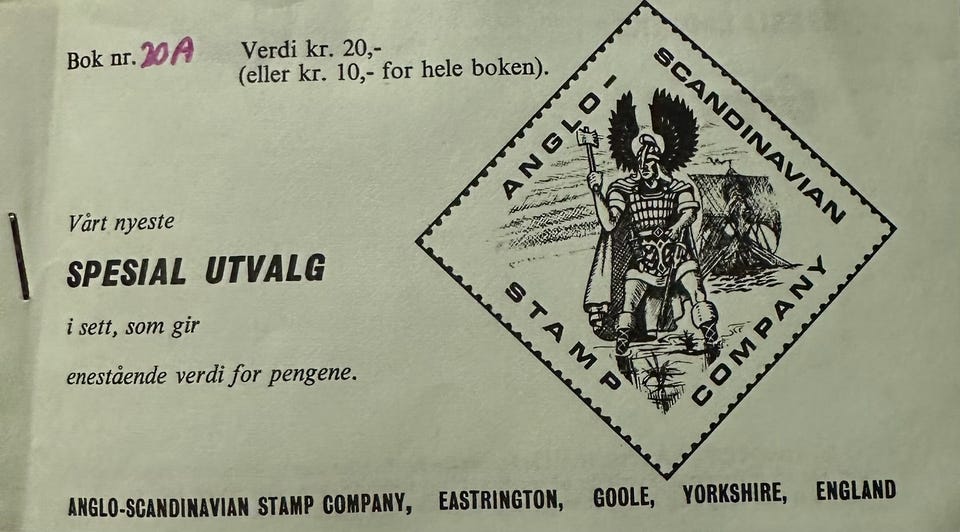 Bok nr. 20A
Verdi kr. 20,-
(eller kr. 10,- for hele boken).
ANGLO-
SCANDINAVIAN
STAMP
COMPANY
Vårt nyeste
SPESIAL UTVALG
i sett, som gir
enestående verdi for pengene.
ANGLO-SCANDINAVIAN STAMP COMPANY, EASTRINGTON, GOOLE, YORKSHIRE, ENGLAND